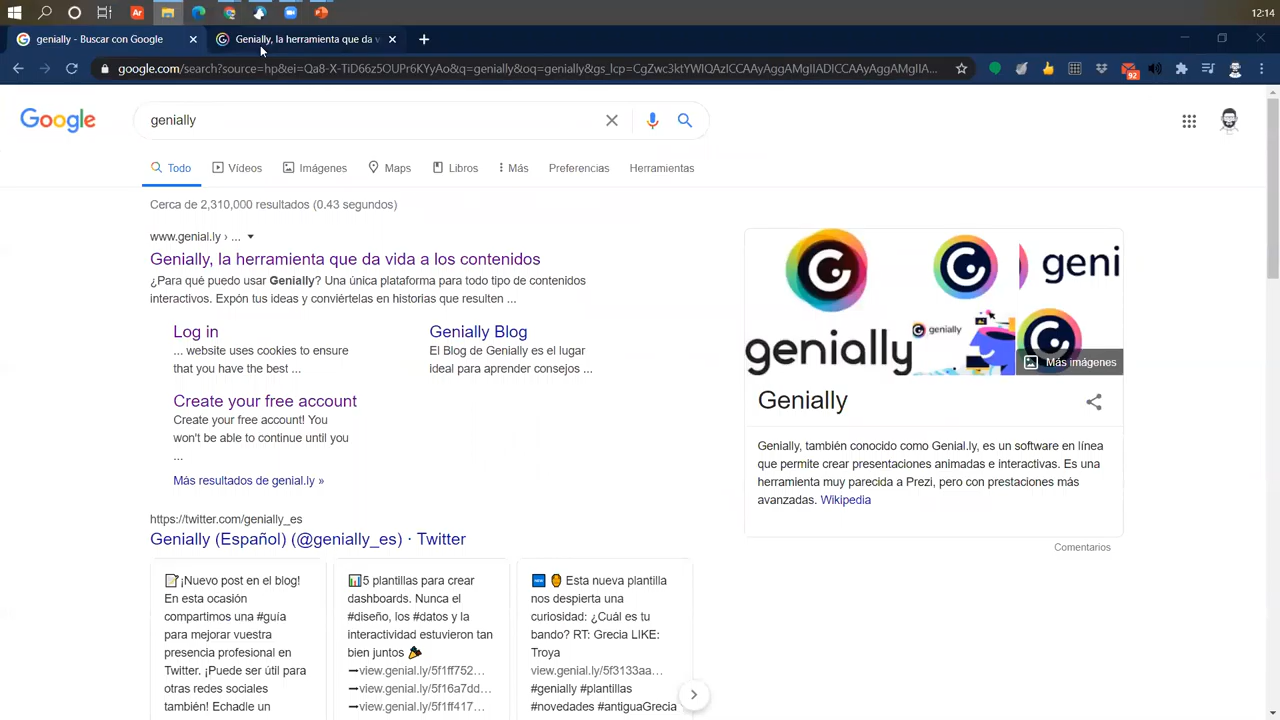 12:14
genially - Buscar con Google
Genially, la herramienta que da v
google.com/search?source=hp&ei=Qa8-X-TiD66z5OUPr6KYyAo&q=genially&oq=genially&gs_lcp=CgZwc3ktYWIQAzICCAAyAggAMgIIADICCAAyAggAMgIIA...
92
Google
genially
Todo
Vídeos
Imágenes
Maps
Libros
Más
Preferencias
Herramientas
Cerca de 2,310,000 resultados (0.43 segundos)
www.genial.ly › ...
Genially, la herramienta que da vida a los contenidos
¿Para qué puedo usar Genially? Una única plataforma para todo tipo de contenidos
interactivos. Expón tus ideas y conviértelas en historias que resulten ...
Log in
... website uses cookies to ensure
that you have the best ...
Genially Blog
El Blog de Genially es el lugar
ideal para aprender consejos ...
Create your free account
Create your free account! You
won't be able to continue until you
...
Más resultados de genial.ly »
https://twitter.com/genially_es
Genially (Español) (@genially_es) · Twitter
¡Nuevo post en el blog!
En esta ocasión
compartimos una #guía
para mejorar vuestra
presencia profesional en
Twitter. ¡Puede ser útil para
otras redes sociales
también! Echadle un
5 plantillas para crear
dashboards. Nunca el
#diseño, los #datos y la
interactividad estuvieron tan
bien juntos
➞view.genial.ly/5f1ff752...
➞view.genial.ly/5f16a7dd...
➞view.genial.ly/5f1ff417...
Esta nueva plantilla
nos despierta una
curiosidad: ¿Cuál es tu
bando? RT: Grecia LIKE:
Troya
view.genial.ly/5f3133aa...
#genially #plantillas
#novedades #antiguaGrecia
genially
geni
genially
Más imágenes
Genially
Genially, también conocido como Genial.ly, es un software en línea
que permite crear presentaciones animadas e interactivas. Es una
herramienta muy parecida a Prezi, pero con prestaciones más
avanzadas. Wikipedia
Comentarios